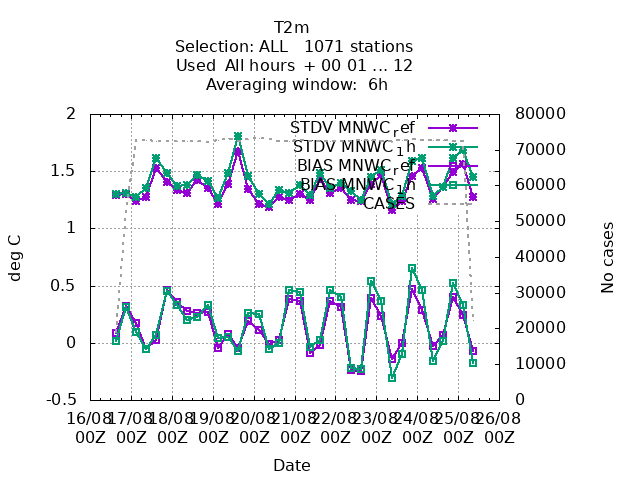 T2m
Selection: ALL   1071 stations
Used  All hours  + 00 01 ... 12
Averaging window:  6h
2
1.5
1
0.5
0
-0.5
80000
70000
60000
50000
40000
30000
20000
10000
0
deg C
No cases
STDV MNWC_ref
STDV MNWC_1h
BIAS MNWC_ref
BIAS MNWC_1h
CASES
16/08 17/08 18/08 19/08 20/08 21/08 22/08 23/08 24/08 25/08 26/08
00Z 00Z 00Z 00Z 00Z 00Z 00Z 00Z 00Z 00Z 00Z
Date